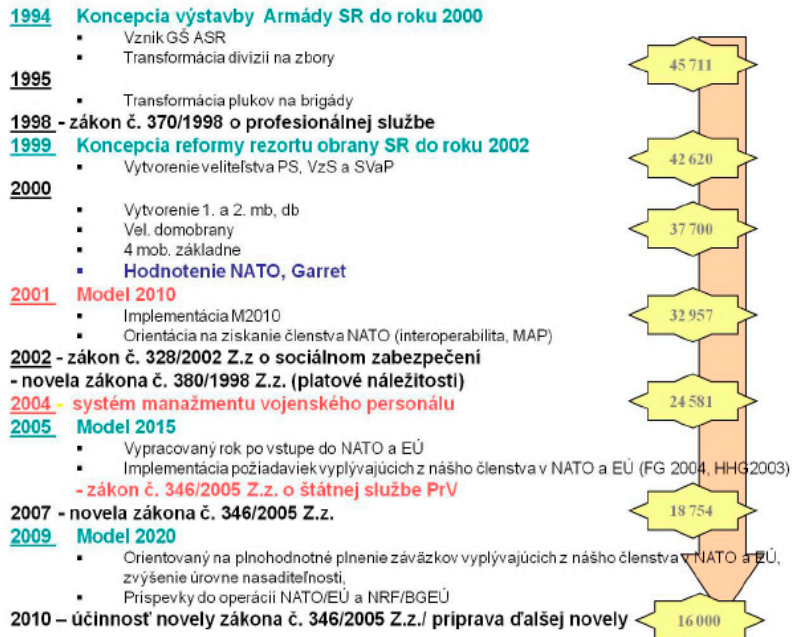 1994 Koncepcia výstavby Armády SR do roku 2000
▪ Vznik GŠ ASR
▪ Transformácia divízií na zbory
45 711
1995
▪ Transformácia plukov na brigády
1998 - zákon č. 370/1998 o profesionálnej službe
1999 Koncepcia reformy rezortu obrany SR do roku 2002
▪ Vytvorenie veliteľstva PS, VzS a SVaP
42 620
2000
▪ Vytvorenie 1. a 2. mb, db
▪ Vel. domobrany
▪ 4 mob. základne
37 700
▪ Hodnotenie NATO, Garret
2001 Model 2010
▪ Implementácia M2010
▪ Orientácia na získanie členstva NATO (interoperabilita, MAP)
32 957
2002 - zákon č. 328/2002 Z.z o sociálnom zabezpečení
- novela zákona č. 380/1998 Z.z. (platové náležitosti)
2004 - systém manažmentu vojenského personálu
24 581
2005 Model 2015
▪ Vypracovaný rok po vstupe do NATO a EÚ
▪ Implementácia požiadaviek vyplývajúcich z nášho členstva v NATO a EÚ (FG 2004, HHG2003)
- zákon č. 346/2005 Z.z. o štátnej službe PrV
2007 - novela zákona č. 346/2005 Z.z.
18 754
2009 Model 2020
▪ Orientovaný na plnohodnotné plnenie záväzkov vyplývajúcich z nášho členstva v NATO a EÚ,
zvýšenie úrovne nasaditeľnosti,
▪ Príspevky do operácií NATO/EÚ a NRF/BGEÚ
2010 – účinnosť novely zákona č. 346/2005 Z.z./ príprava ďalšej novely
16 000